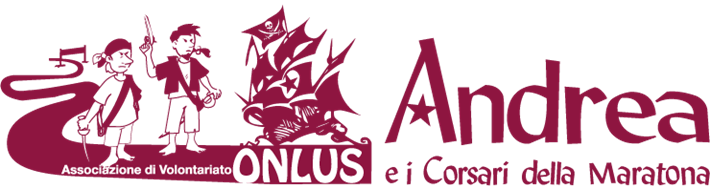 Associazione di Volontariato
ONLUS
Andrea
e i Corsari della Maratona